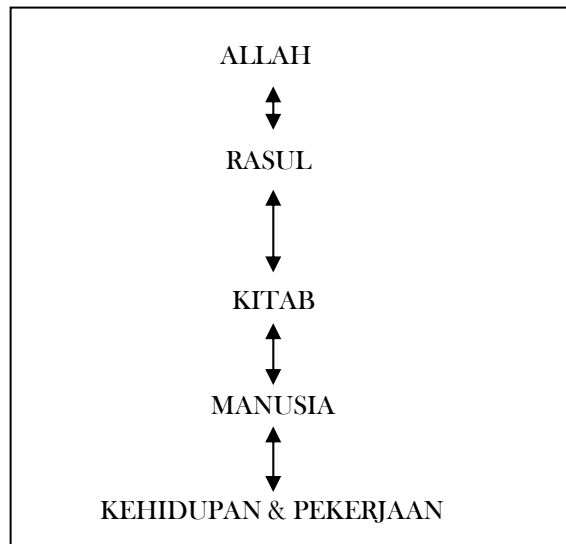 ALLAH
RASUL
KITAB
MANUSIA
KEHIDUPAN & PEKERJAAN